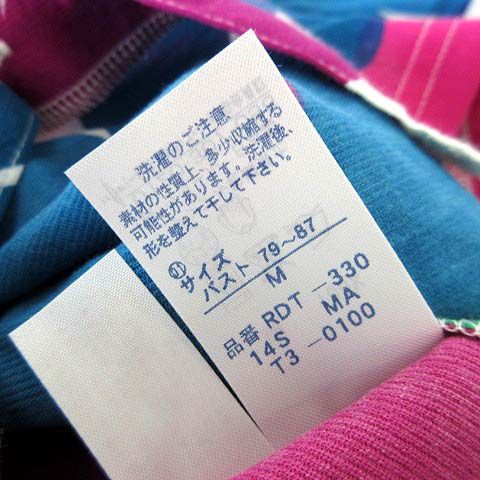 洗濯のご注意
素材の性質上、多少収縮する
可能性があります。洗濯後、
形を整えて干して下さい。
㉑サイズ
バスト 79～87
M
品番 RDT -330
14S MA
T3 -0100